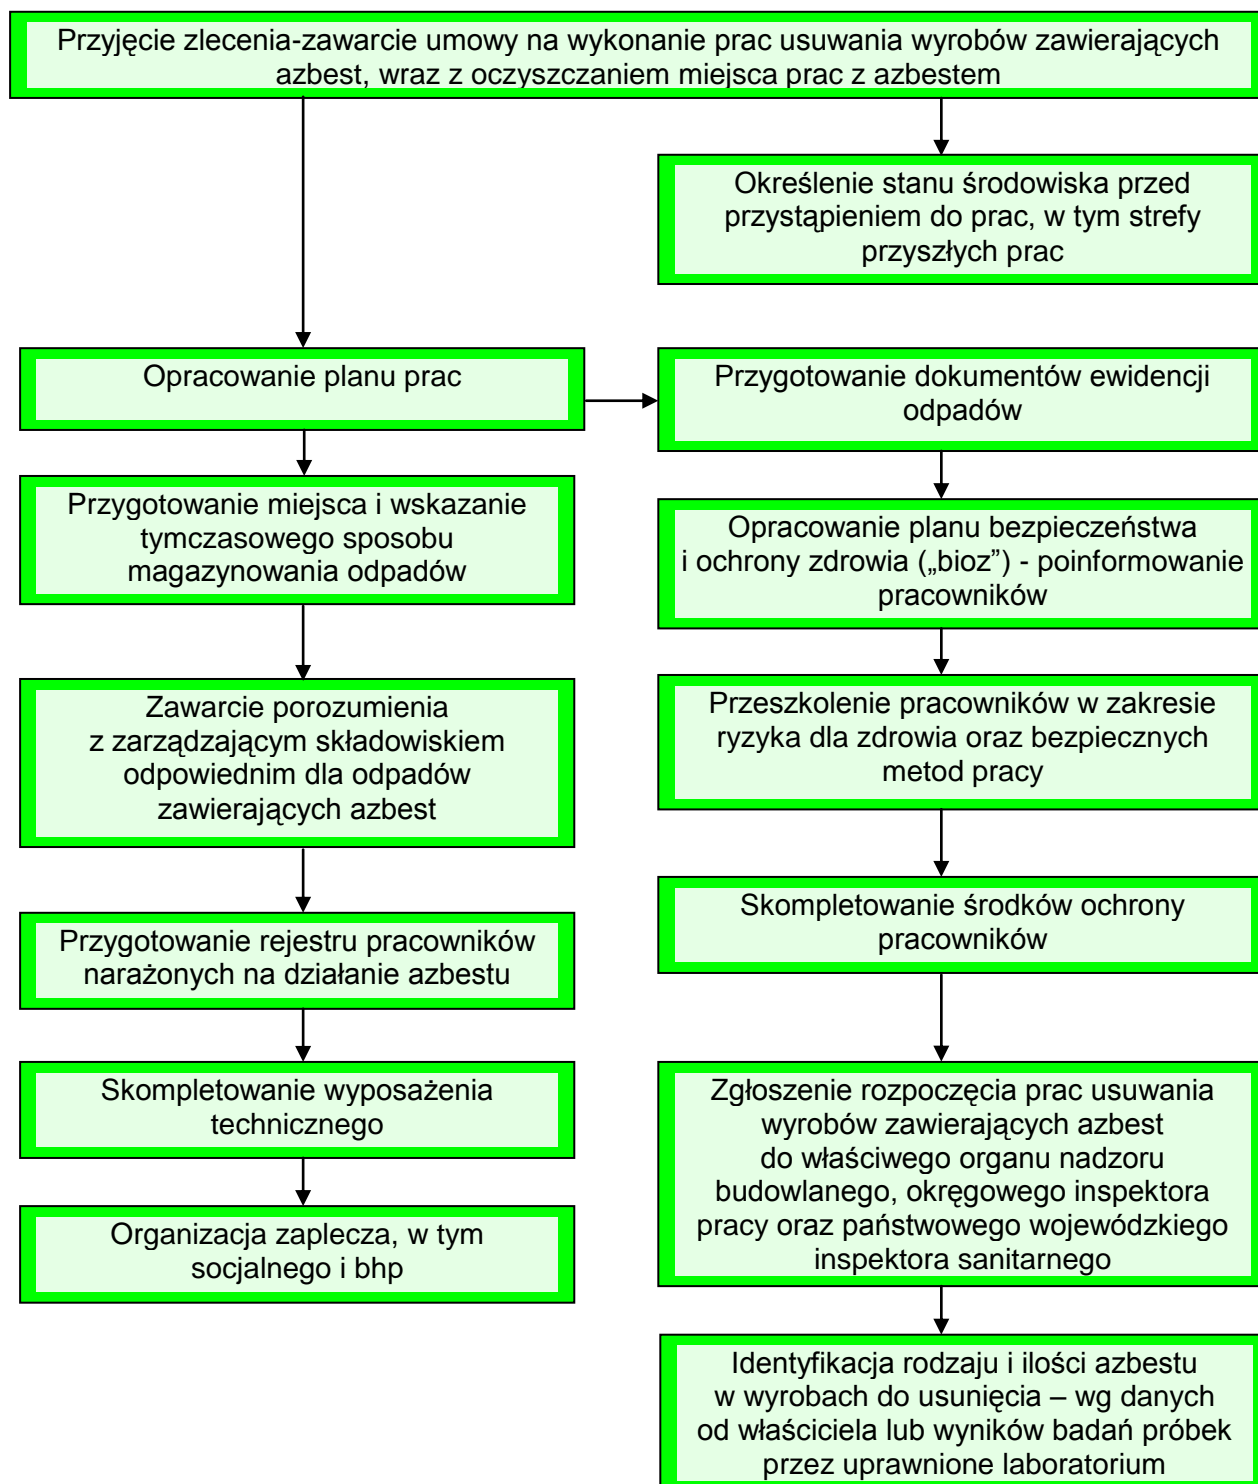 Przyjęcie zlecenia-zawarcie umowy na wykonanie prac usuwania wyrobów zawierających
azbest, wraz z oczyszczaniem miejsca prac z azbestem
Określenie stanu środowiska przed
przystąpieniem do prac, w tym strefy
przyszłych prac
Opracowanie planu prac
Przygotowanie dokumentów ewidencji
odpadów
Przygotowanie miejsca i wskazanie
tymczasowego sposobu
magazynowania odpadów
Opracowanie planu bezpieczeństwa
i ochrony zdrowia („bioz”) - poinformowanie
pracowników
Zawarcie porozumienia
z zarządzającym składowiskiem
odpowiednim dla odpadów
zawierających azbest
Przeszkolenie pracowników w zakresie
ryzyka dla zdrowia oraz bezpiecznych
metod pracy
Przygotowanie rejestru pracowników
narażonych na działanie azbestu
Skompletowanie środków ochrony
pracowników
Skompletowanie wyposażenia
technicznego
Zgłoszenie rozpoczęcia prac usuwania
wyrobów zawierających azbest
do właściwego organu nadzoru
budowlanego, okręgowego inspektora
pracy oraz państwowego wojewódzkiego
inspektora sanitarnego
Organizacja zaplecza, w tym
socjalnego i bhp
Identyfikacja rodzaju i ilości azbestu
w wyrobach do usunięcia – wg danych
od właściciela lub wyników badań próbek
przez uprawnione laboratorium